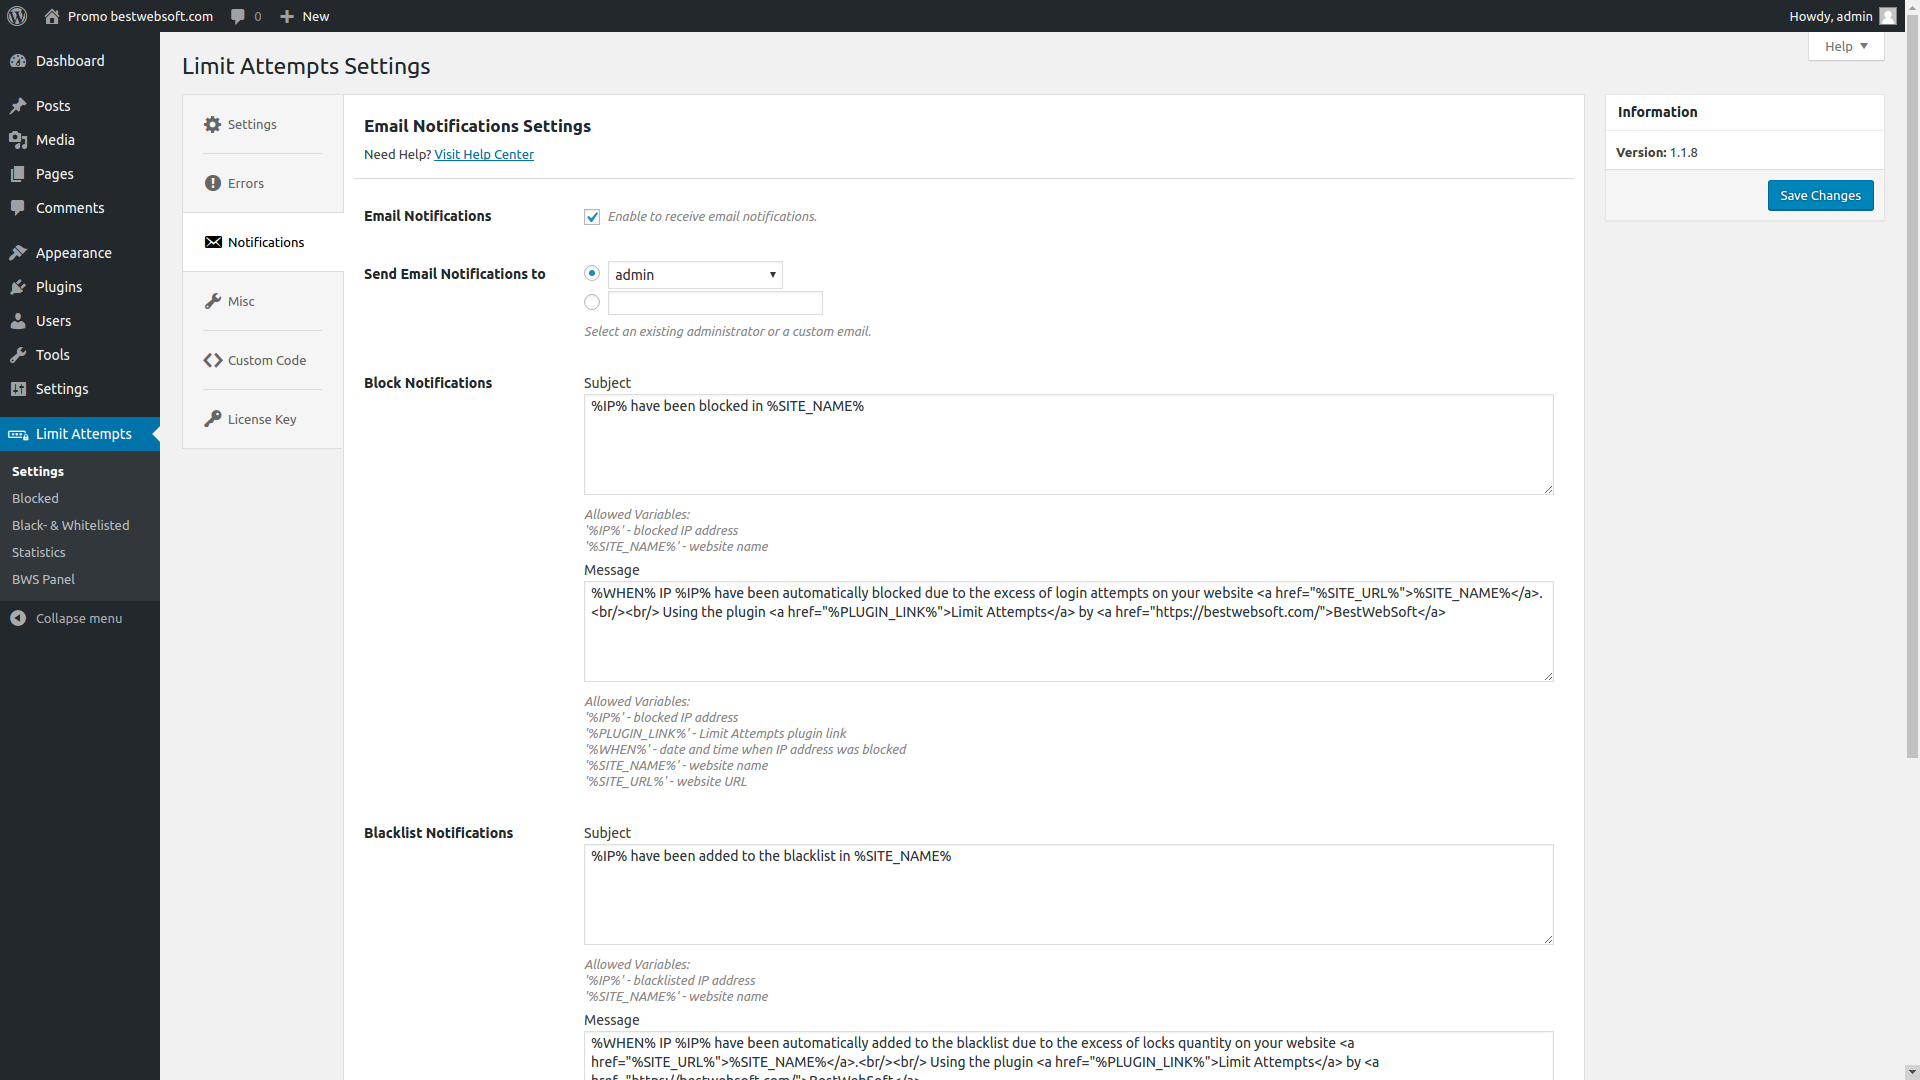 Promo bestwebsoft.com
0
New
Howdy, admin
Help
Dashboard
Posts
Media
Pages
Comments
Appearance
Plugins
Users
Tools
Settings
Limit Attempts
Settings
Blocked
Black- & Whitelisted
Statistics
BWS Panel
Collapse menu
Limit Attempts Settings
Settings
Errors
Notifications
Misc
Custom Code
License Key
Email Notifications Settings
Need Help? Visit Help Center
Email Notifications
Enable to receive email notifications.
Send Email Notifications to
admin
Select an existing administrator or a custom email.
Block Notifications
Subject
%IP% have been blocked in %SITE_NAME%
Allowed Variables:
'%IP%' - blocked IP address
'%SITE_NAME%' - website name
Message
%WHEN% IP %IP% have been automatically blocked due to the excess of login attempts on your website <a href="%SITE_URL%">%SITE_NAME%</a>.
<br/><br/> Using the plugin <a href="%PLUGIN_LINK%">Limit Attempts</a> by <a href="https://bestwebsoft.com/">BestWebSoft</a>
Allowed Variables:
'%IP%' - blocked IP address
'%PLUGIN_LINK%' - Limit Attempts plugin link
'%WHEN%' - date and time when IP address was blocked
'%SITE_NAME%' - website name
'%SITE_URL%' - website URL
Blacklist Notifications
Subject
%IP% have been added to the blacklist in %SITE_NAME%
Allowed Variables:
'%IP%' - blacklisted IP address
'%SITE_NAME%' - website name
Message
%WHEN% IP %IP% have been automatically added to the blacklist due to the excess of locks quantity on your website <a
href="%SITE_URL%">%SITE_NAME%</a>.<br/><br/> Using the plugin <a href="%PLUGIN_LINK%">Limit Attempts</a> by <a
href="https://bestwebsoft.com/">BestWebSoft</a>
Information
Version: 1.1.8
Save Changes